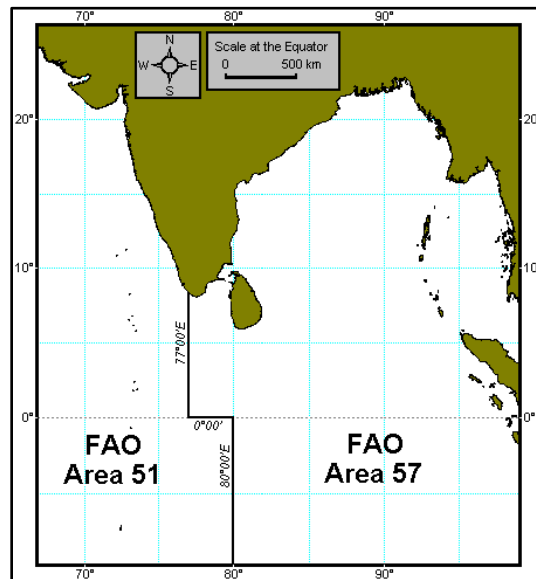 70°
80°
90°
N
W E
S
Scale at the Equator
0 500 km
20°
20°
10°
10°
77°00'E
0°
0°
0°00'
FAO
Area 51
80°00'E
FAO
Area 57
70°
80°
90°